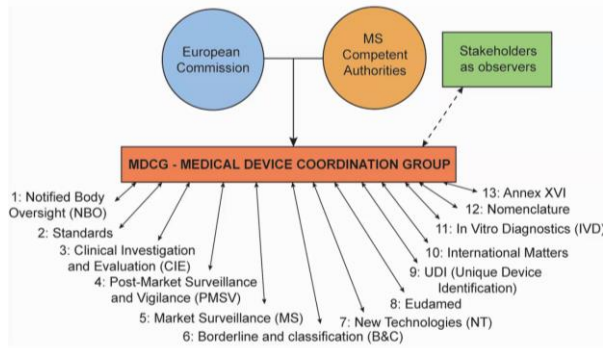 European
Commission
MS
Competent
Authorities
Stakeholders
as observers
MDCG - MEDICAL DEVICE COORDINATION GROUP
1: Notified Body
Oversight (NBO)
2: Standards
3: Clinical Investigation
and Evaluation (CIE)
4: Post-Market Surveillance
and Vigilance (PMSV)
5: Market Surveillance (MS)
6: Borderline and classification (B&C)
7: New Technologies (NT)
8: Eudamed
9: UDI (Unique Device
Identification)
10: International Matters
11: In Vitro Diagnostics (IVD)
12: Nomenclature
13: Annex XVI